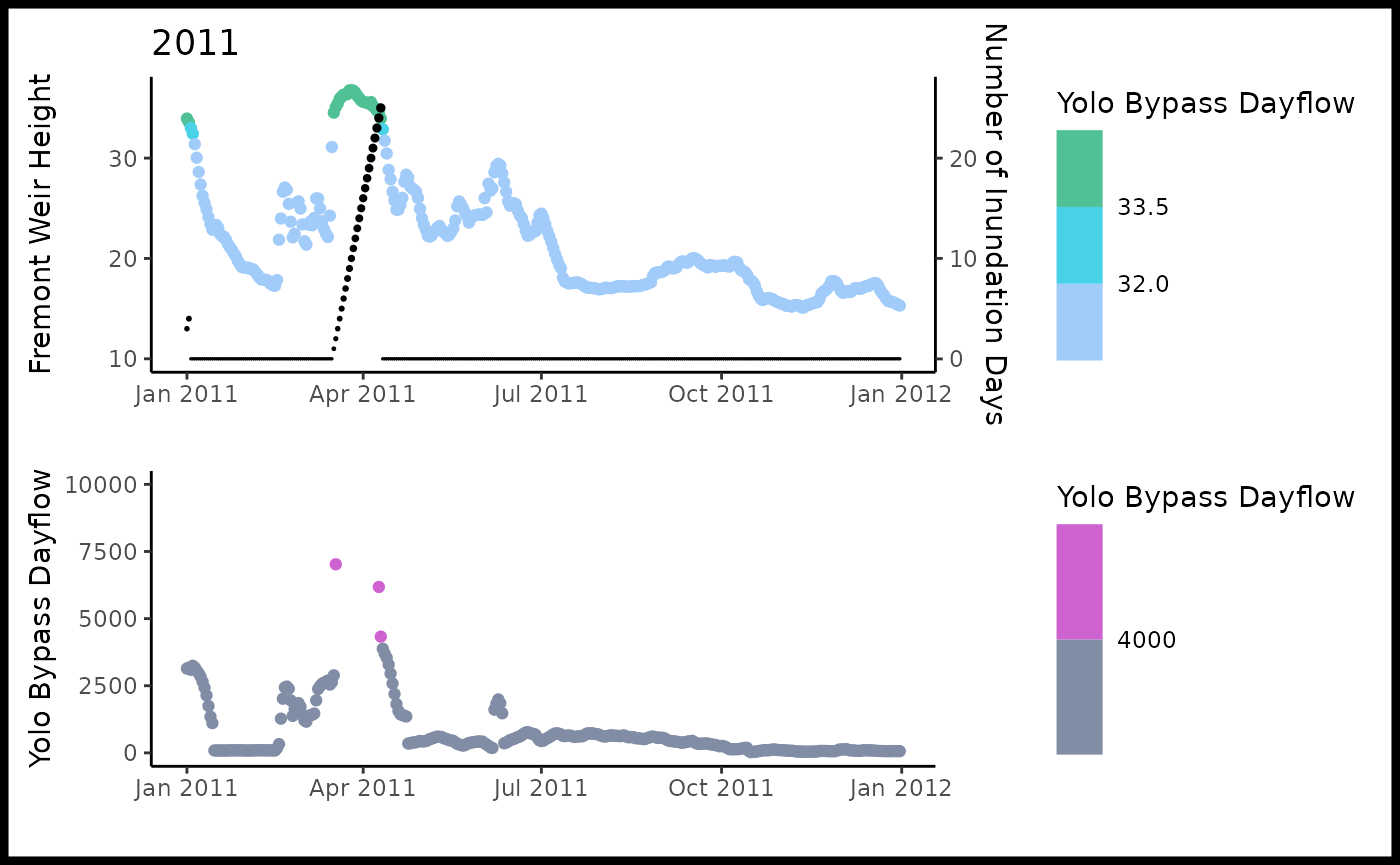 2011
Fremont Weir Height
30
20
10
20
10
0
Number of Inundation Days
Jan 2011 Apr 2011 Jul 2011 Oct 2011 Jan 2012
Yolo Bypass Dayflow
33.5
32.0
Yolo Bypass Dayflow
10000
7500
5000
2500
0
Jan 2011 Apr 2011 Jul 2011 Oct 2011 Jan 2012
Yolo Bypass Dayflow
4000